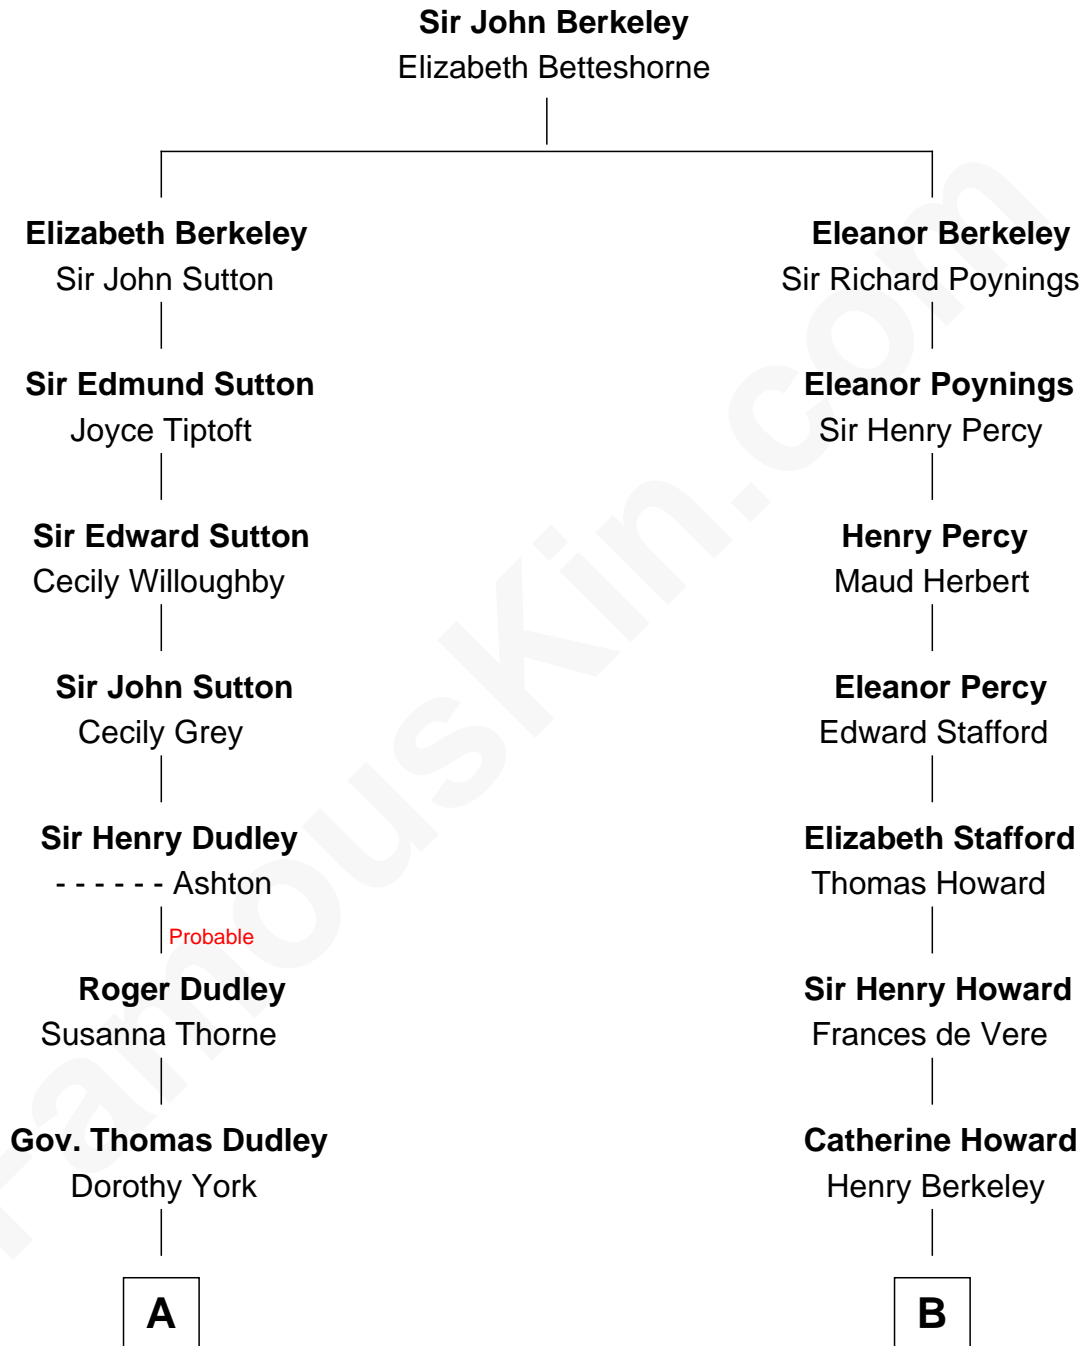 Sir John Berkeley
Elizabeth Betteshorne
Elizabeth Berkeley
Sir John Sutton
Eleanor Berkeley
Sir Richard Poynings
Sir Edmund Sutton
Joyce Tiptoft
Eleanor Poynings
Sir Henry Percy
Sir Edward Sutton
Cecily Willoughby
Henry Percy
Maud Herbert
Sir John Sutton
Cecily Grey
Eleanor Percy
Edward Stafford
Sir Henry Dudley
- - - - - - Ashton
Elizabeth Stafford
Thomas Howard
Probable
Roger Dudley
Susanna Thorne
Sir Henry Howard
Frances de Vere
Gov. Thomas Dudley
Dorothy York
Catherine Howard
Henry Berkeley
A
B
FamousKin.com